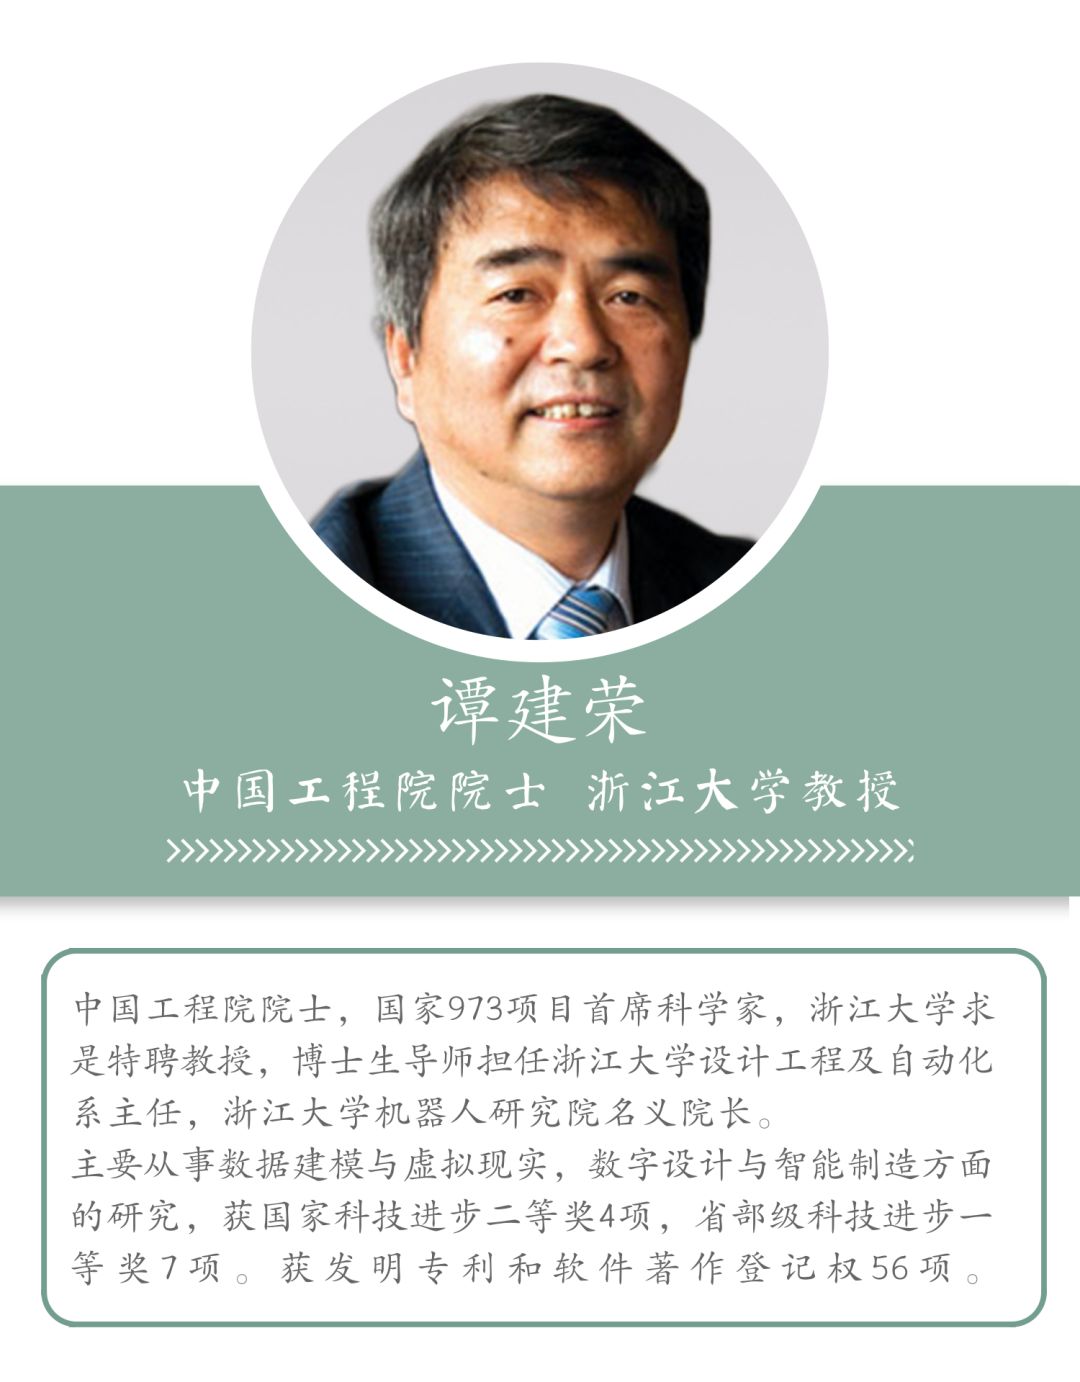 谭建荣
中国工程院院士 浙江大学教授
中国工程院院士，国家973项目首席科学家，浙江大学求
是特聘教授，博士生导师担任浙江大学设计工程及自动化
系主任，浙江大学机器人研究院名义院长。
主要从事数据建模与虚拟现实，数字设计与智能制造方面
的研究，获国家科技进步二等奖4项，省部级科技进步一
等奖7项。获发明专利和软件著作登记权56项。